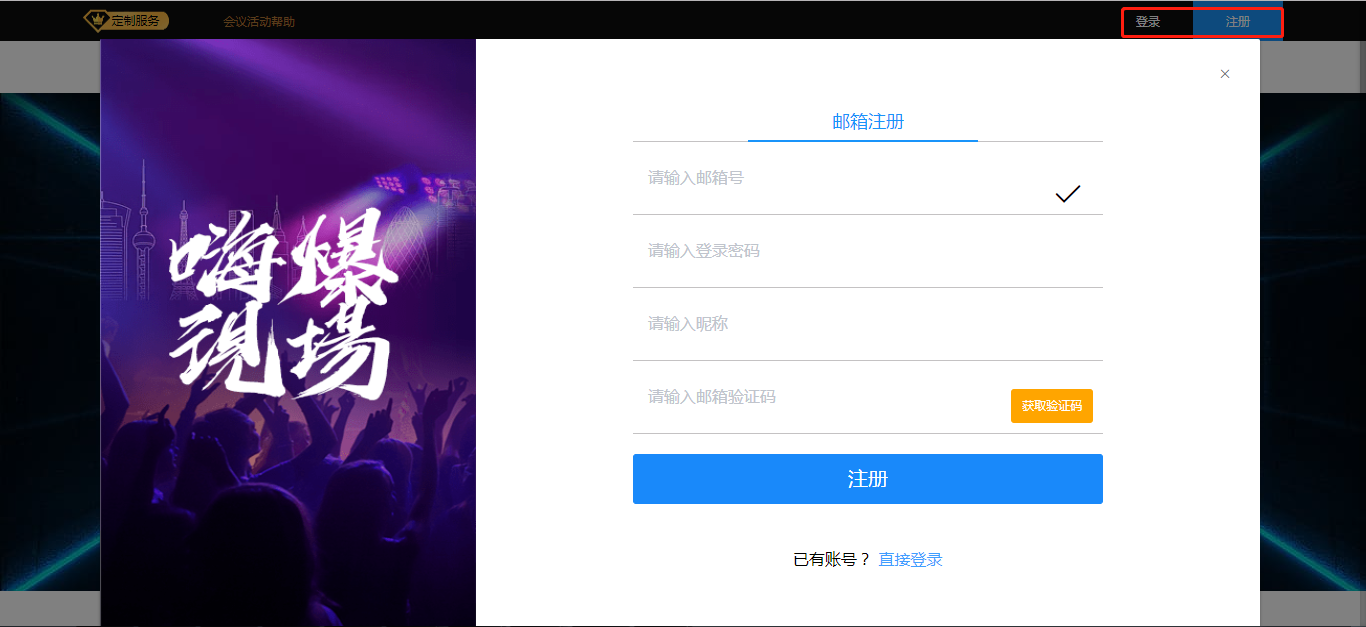 定制服务
会议活动帮助
登录
注册
嗨爆
現場
邮箱注册
请输入邮箱号
请输入登录密码
请输入昵称
请输入邮箱验证码
获取验证码
注册
已有账号？ 直接登录